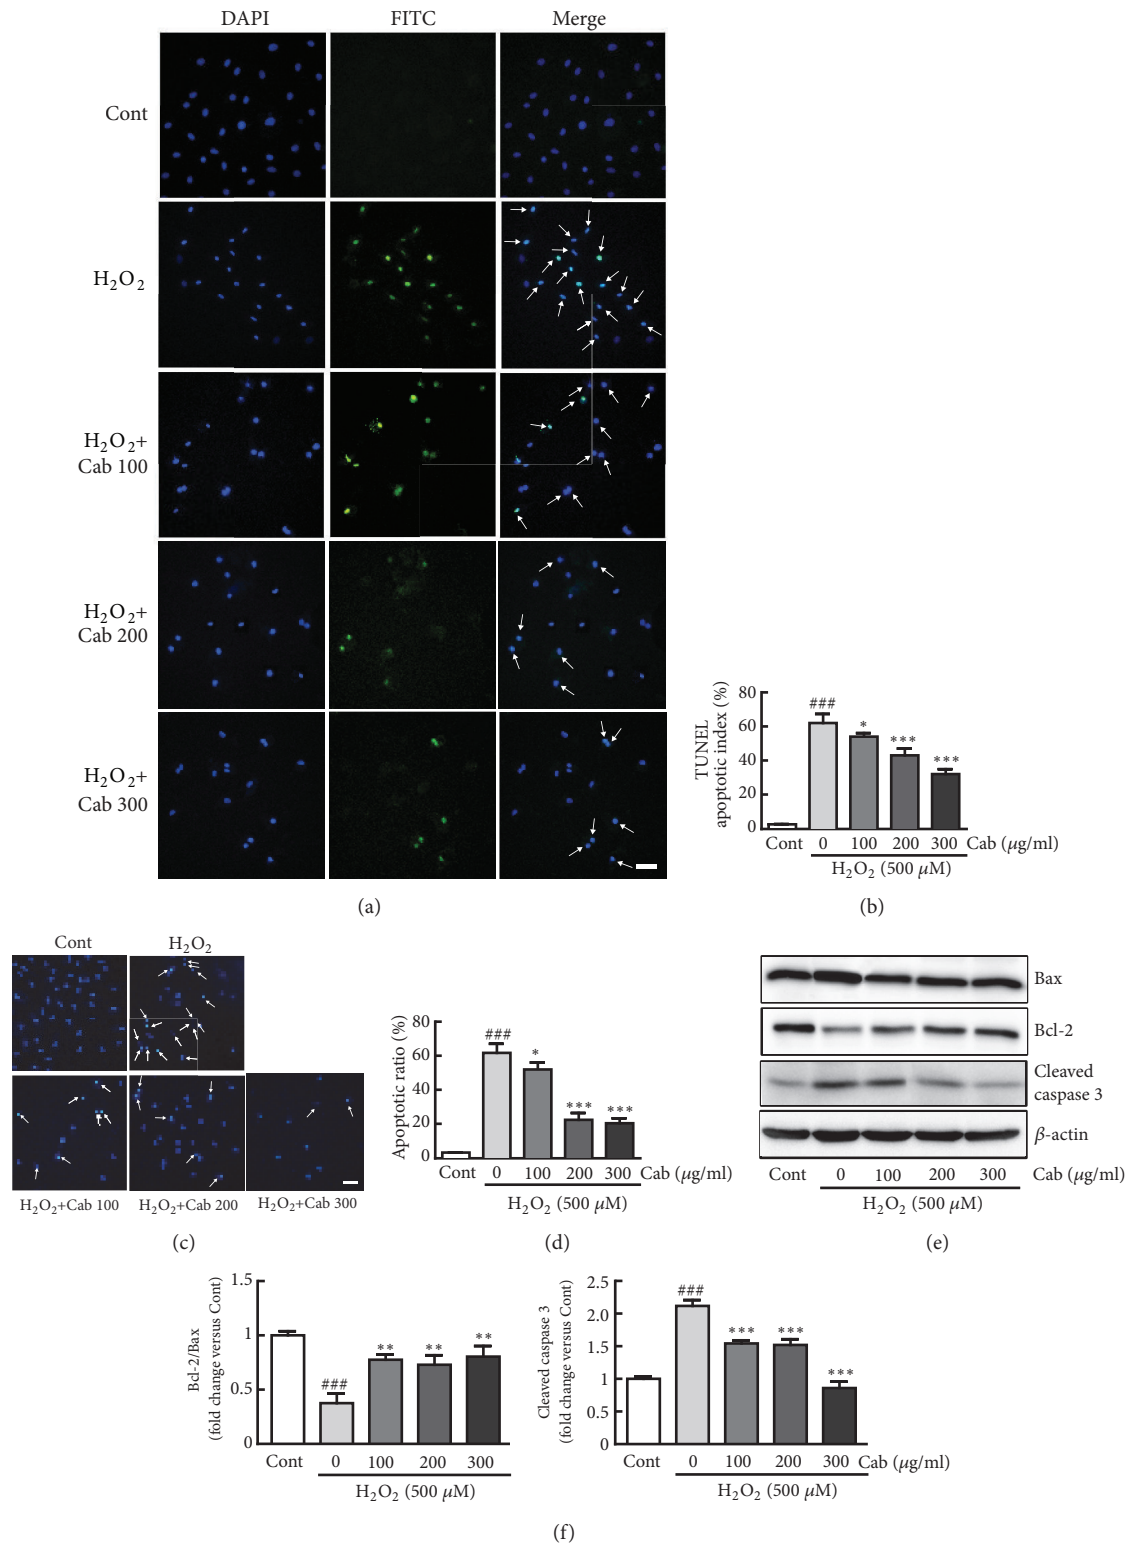 DAPI FITC Merge
Cont
H2O2
H2O2+
Cab 100
H2O2+
Cab 200
H2O2+
Cab 300
(a)
TUNEL
apoptotic index (%)
80
60
40
20
0
###
*
***
***
Cont 0 100 200 300 Cab (μg/ml)
H2O2 (500 μM)
(b)
Cont H2O2
H2O2+Cab 100 H2O2+Cab 200 H2O2+Cab 300
(c)
Apoptotic ratio (%)
80
60
40
20
0
###
*
***
***
Cont 0 100 200 300 Cab (μg/ml)
H2O2 (500 μM)
(d)
Bax
Bcl-2
Cleaved
caspase 3
β-actin
Cont 0 100 200 300 Cab (μg/ml)
H2O2 (500 μM)
(e)
Bcl-2/Bax
(fold change versus Cont)
1.5
1
0.5
0
###
**
**
**
Cont 0 100 200 300
H2O2 (500 μM)
Cleaved caspase 3
(fold change versus Cont)
2.5
2.0
1.5
1
0.5
0
###
***
***
***
Cont 0 100 200 300 Cab (μg/ml)
H2O2 (500 μM)
(f)